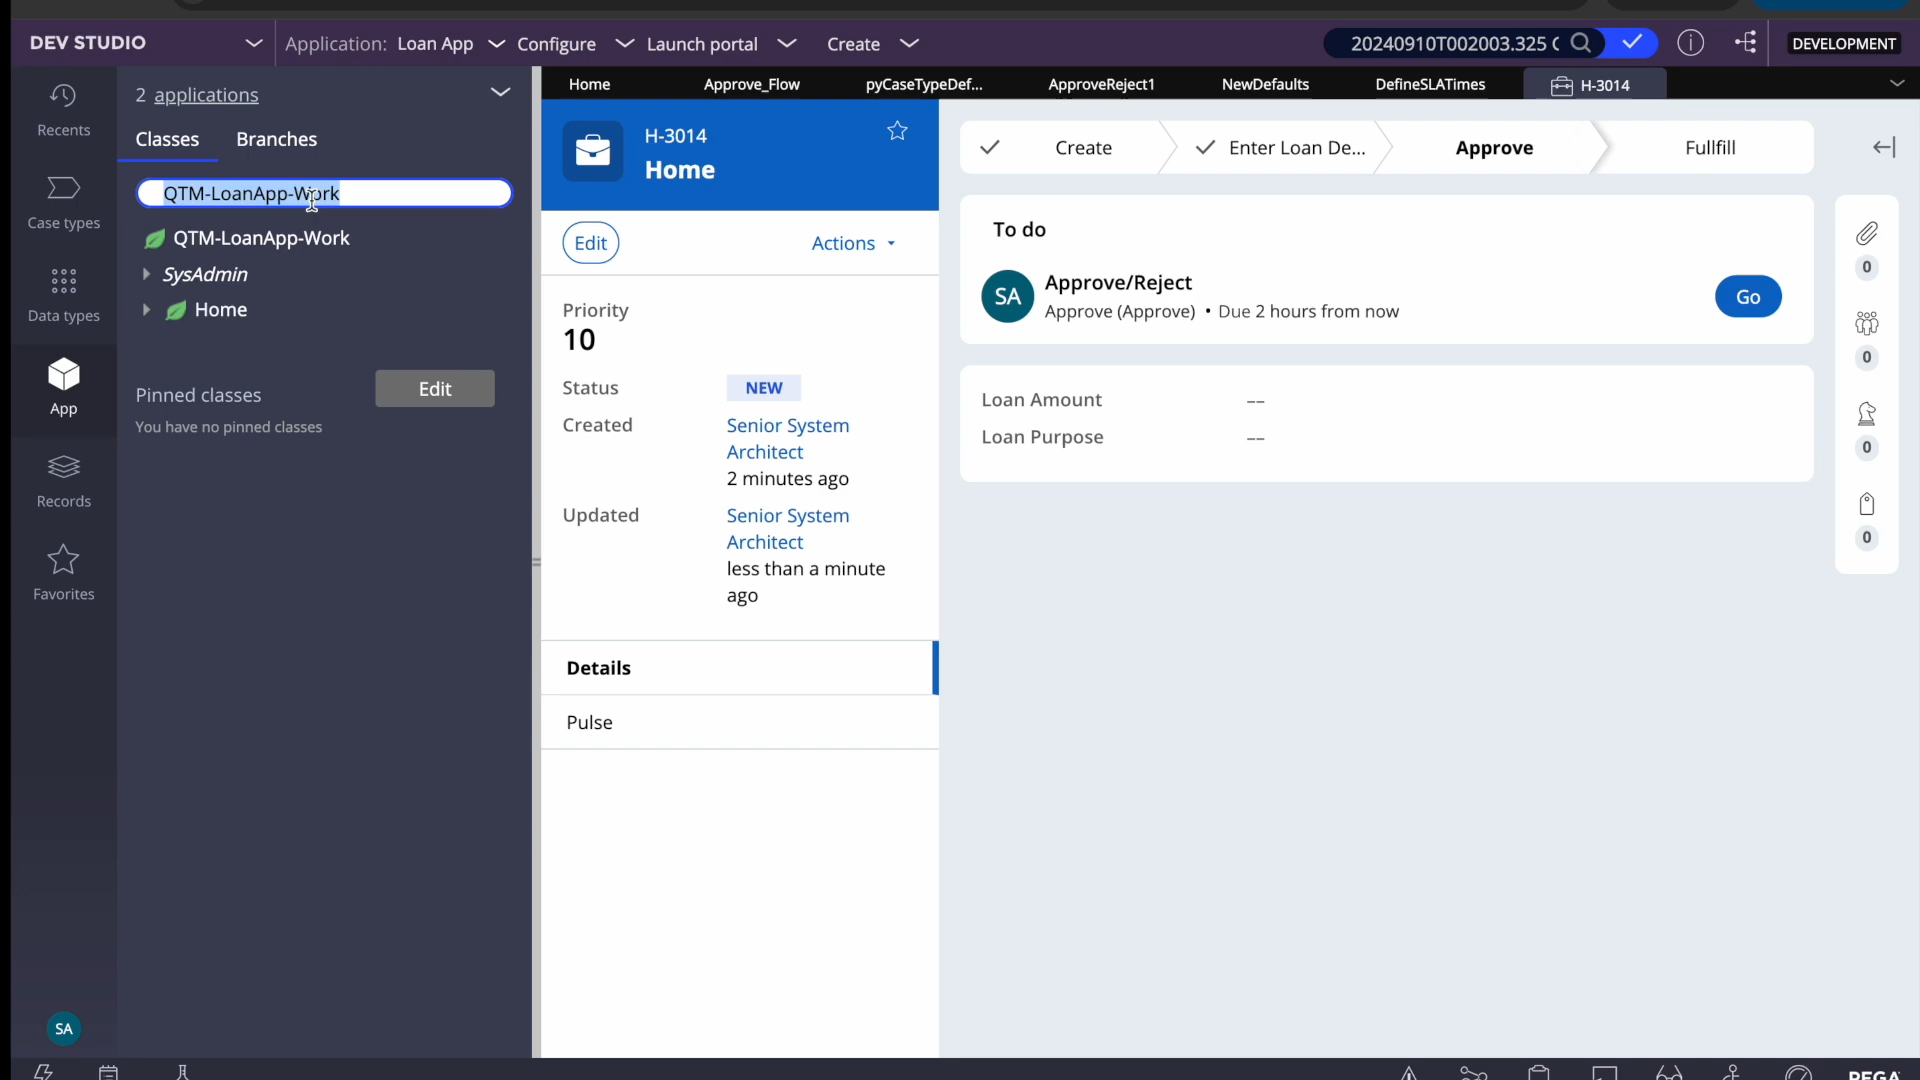 DEV STUDIO
Application: Loan App
Configure
Launch portal
Create
20240910T002003.325
DEVELOPMENT
Recents
Case types
Data types
App
Records
Favorites
SA
2 applications
Classes
Branches
QTM-LoanApp-Work
QTM-LoanApp-Work
SysAdmin
Home
Pinned classes
Edit
You have no pinned classes
Home
Approve_Flow
pyCaseTypeDef...
ApproveReject1
NewDefaults
DefineSLATimes
H-3014
H-3014
Home
Edit
Actions
Priority
10
Status
NEW
Created
Senior System
Architect
2 minutes ago
Updated
Senior System
Architect
less than a minute
ago
Details
Pulse
Create
Enter Loan De...
Approve
Fullfill
To do
SA
Approve/Reject
Approve (Approve) • Due 2 hours from now
Go
Loan Amount
--
Loan Purpose
--
0
0
0
0
PEGA